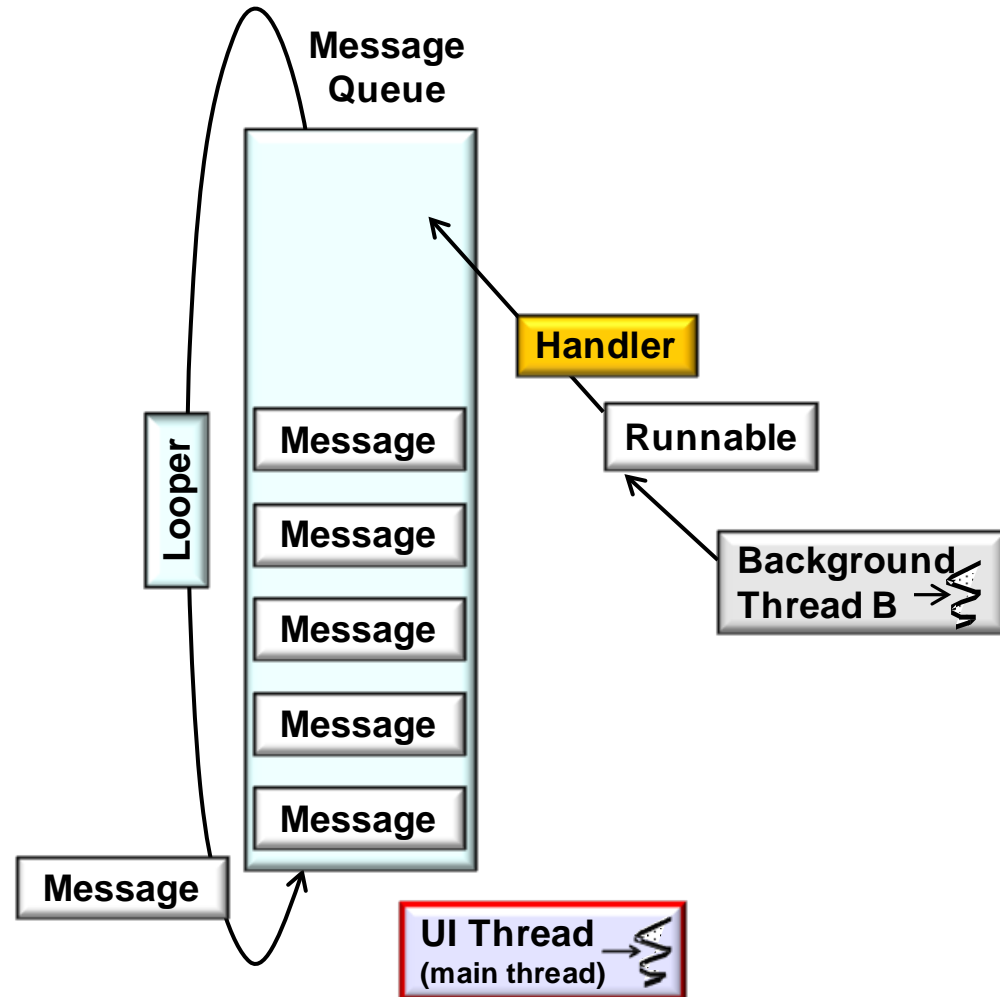 Message
Queue
Handler
Message
Runnable
Looper
Message
Background
Thread B
Message
Message
Message
Message
UI Thread
(main thread)